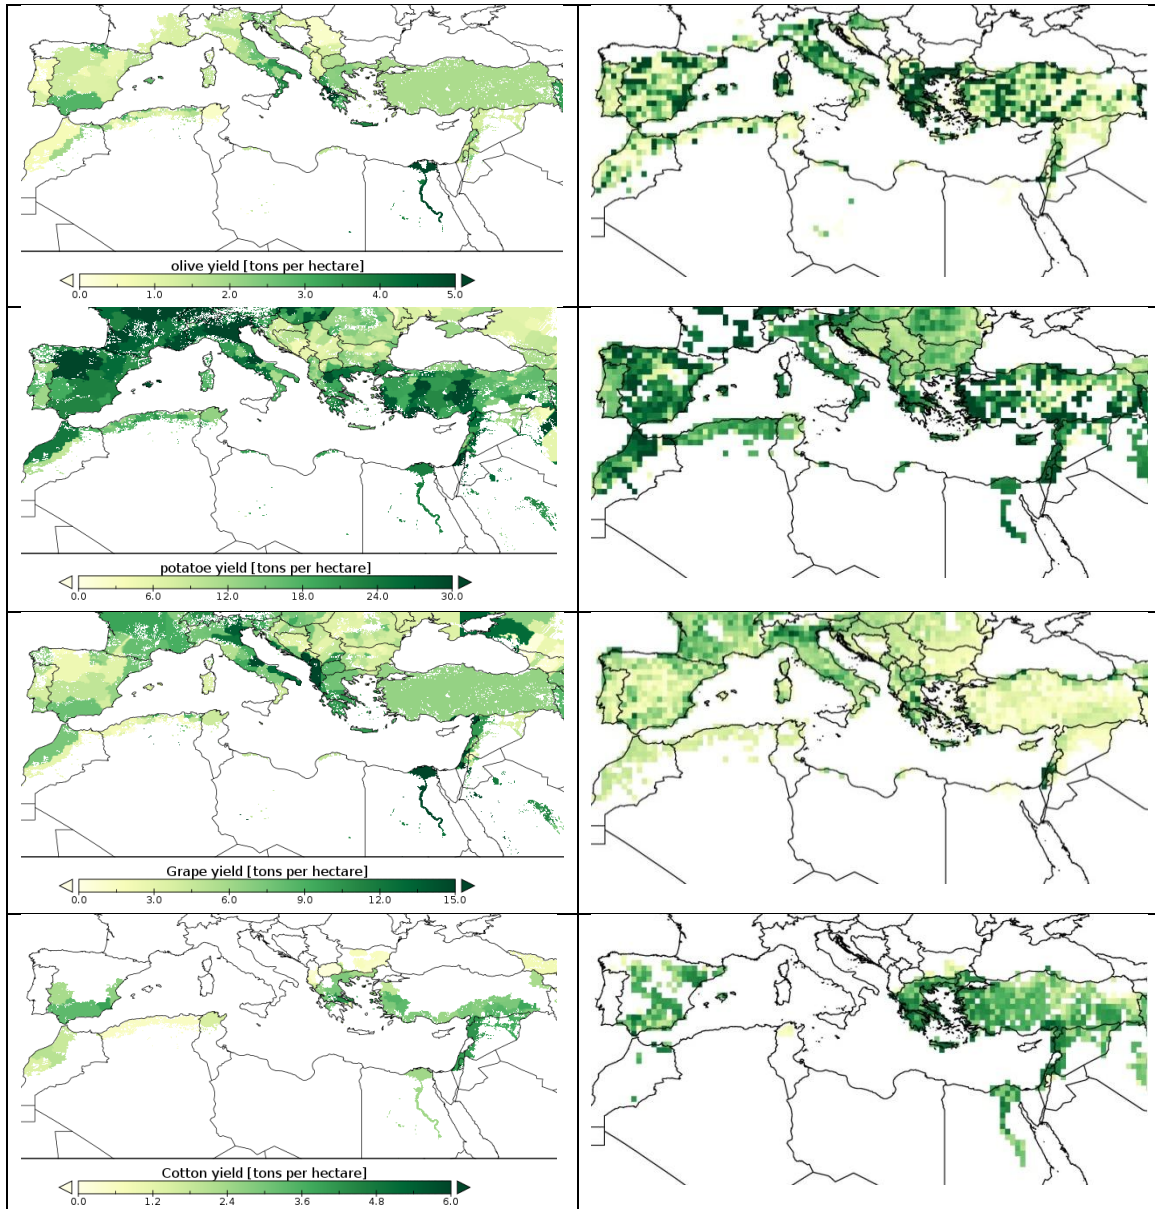 olive yield [tons per hectare]
0.0 1.0 2.0 3.0 4.0 5.0
potatoe yield [tons per hectare]
0.0 6.0 12.0 18.0 24.0 30.0
Grape yield [tons per hectare]
0.0 3.0 6.0 9.0 12.0 15.0
Cotton yield [tons per hectare]
0.0 1.2 2.4 3.6 4.8 6.0